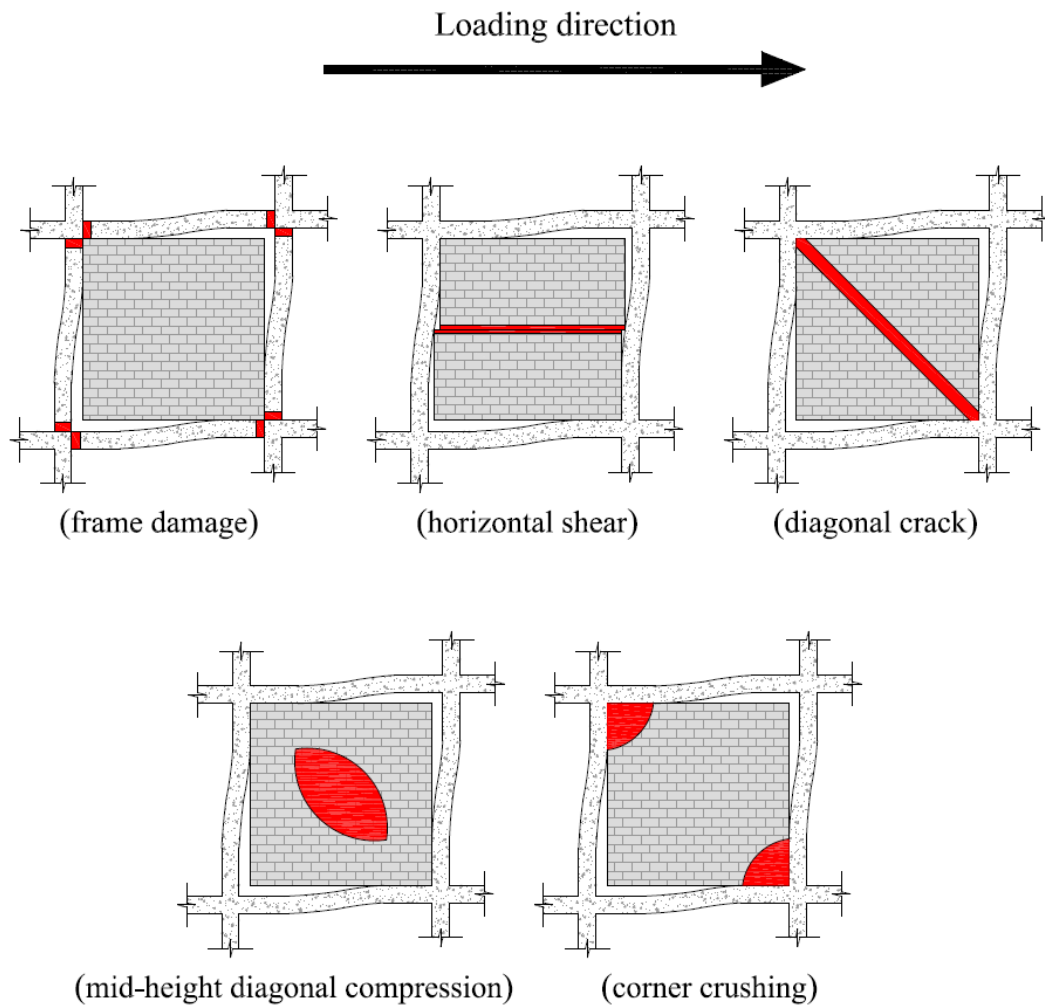 Loading direction
(frame damage)
(horizontal shear)
(diagonal crack)
(mid-height diagonal compression)
(corner crushing)